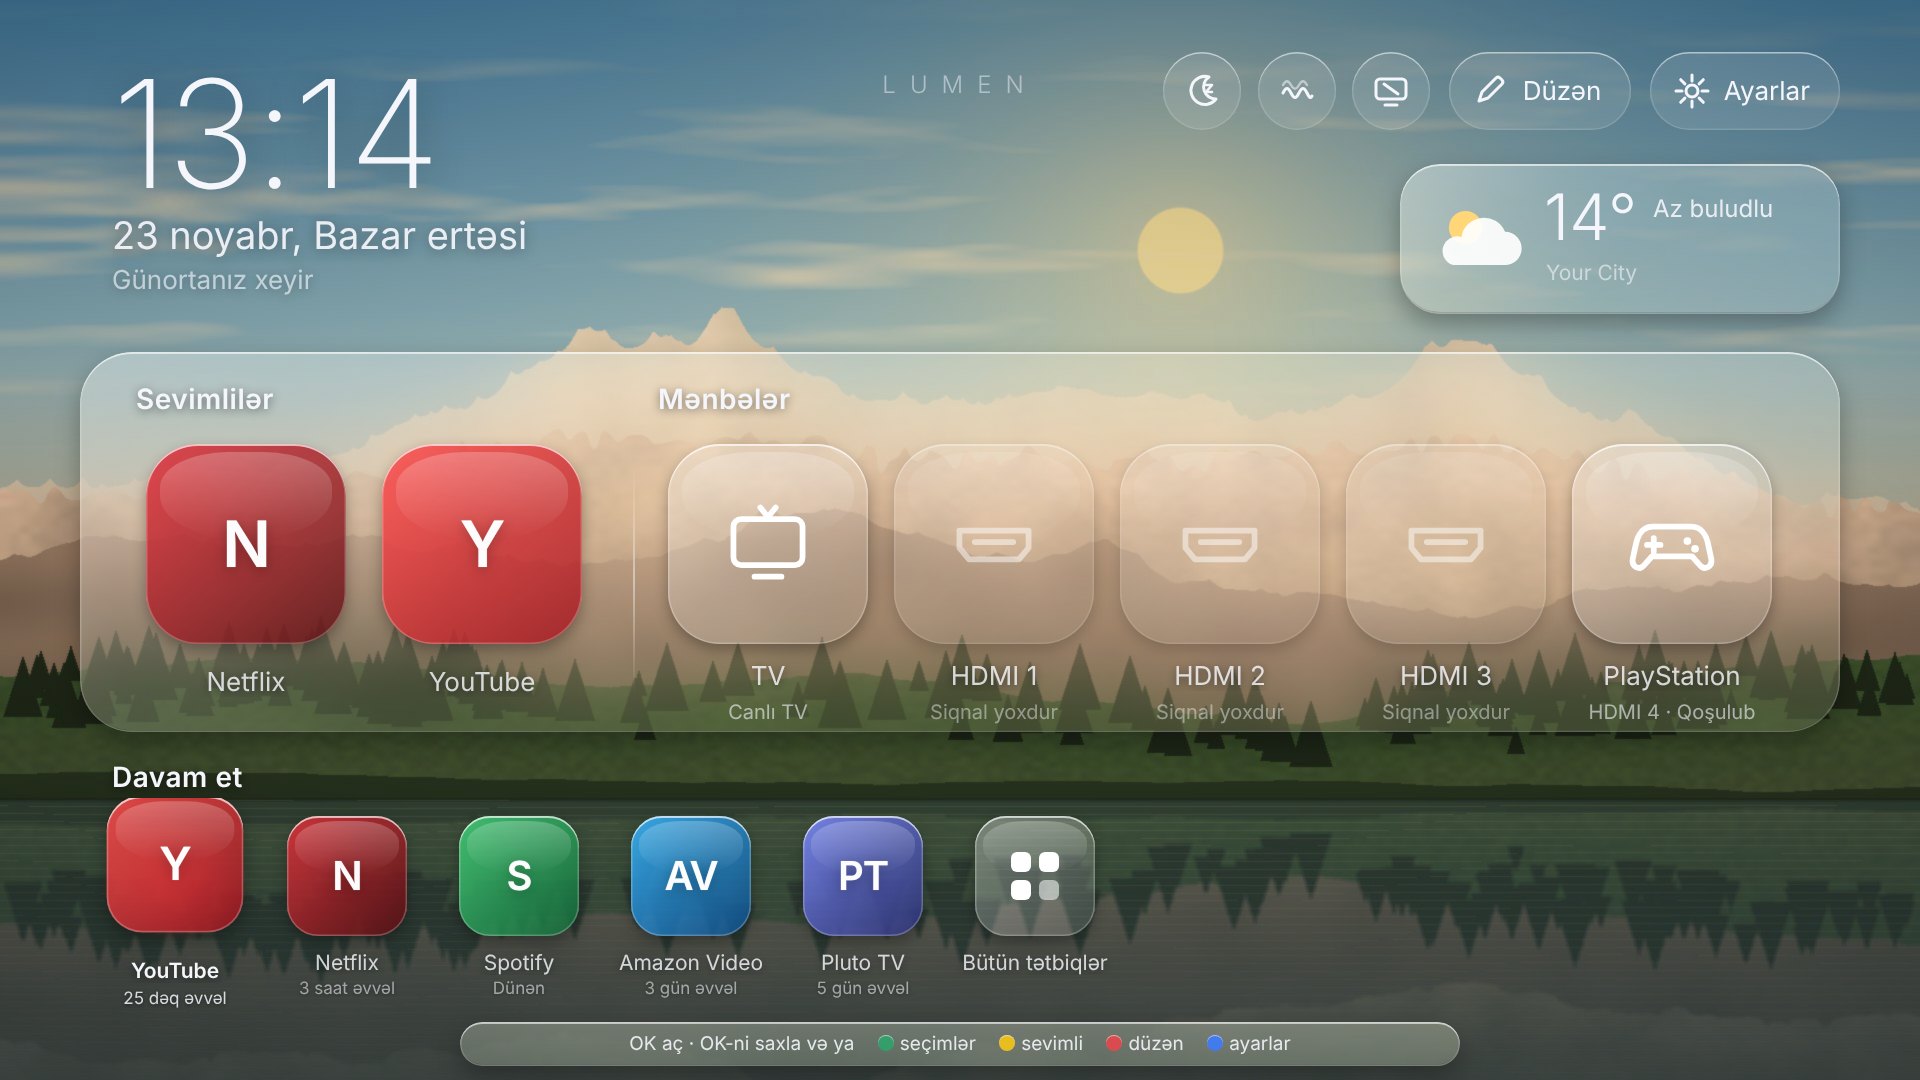 13:14
23 noyabr, Bazar ertəsi
Günortanız xeyir
LUMEN
Düzən
Ayarlar
14° Az buludlu
Your City
Sevimlilər
Mənbələr
N
Y
Netflix
YouTube
TV
Canlı TV
HDMI 1
Siqnal yoxdur
HDMI 2
Siqnal yoxdur
HDMI 3
Siqnal yoxdur
PlayStation
HDMI 4 · Qoşulub
Davam et
Y
YouTube
25 dəq əvvəl
N
Netflix
3 saat əvvəl
S
Spotify
Dünən
AV
Amazon Video
3 gün əvvəl
PT
Pluto TV
5 gün əvvəl
Bütün tətbiqlər
OK aç · OK-ni saxla və ya seçimlər sevimli düzən ayarlar